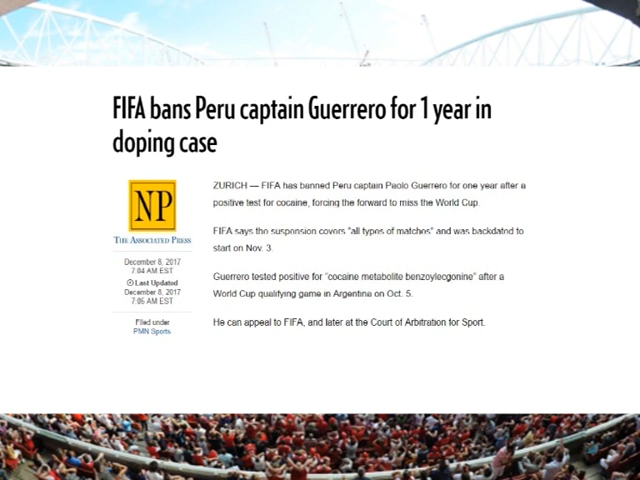 FIFA bans Peru captain Guerrero for 1 year in
doping case
NP
THE ASSOCIATED PRESS
December 8, 2017
7:04 AM EST
Last Updated
December 8, 2017
7:05 AM EST
Filed under
PMN Sports
ZURICH — FIFA has banned Peru captain Paolo Guerrero for one year after a
positive test for cocaine, forcing the forward to miss the World Cup.
FIFA says the suspension covers "all types of matches" and was backdated to
start on Nov. 3.
Guerrero tested positive for "cocaine metabolite benzoylecgonine" after a
World Cup qualifying game in Argentina on Oct. 5.
He can appeal to FIFA, and later at the Court of Arbitration for Sport.